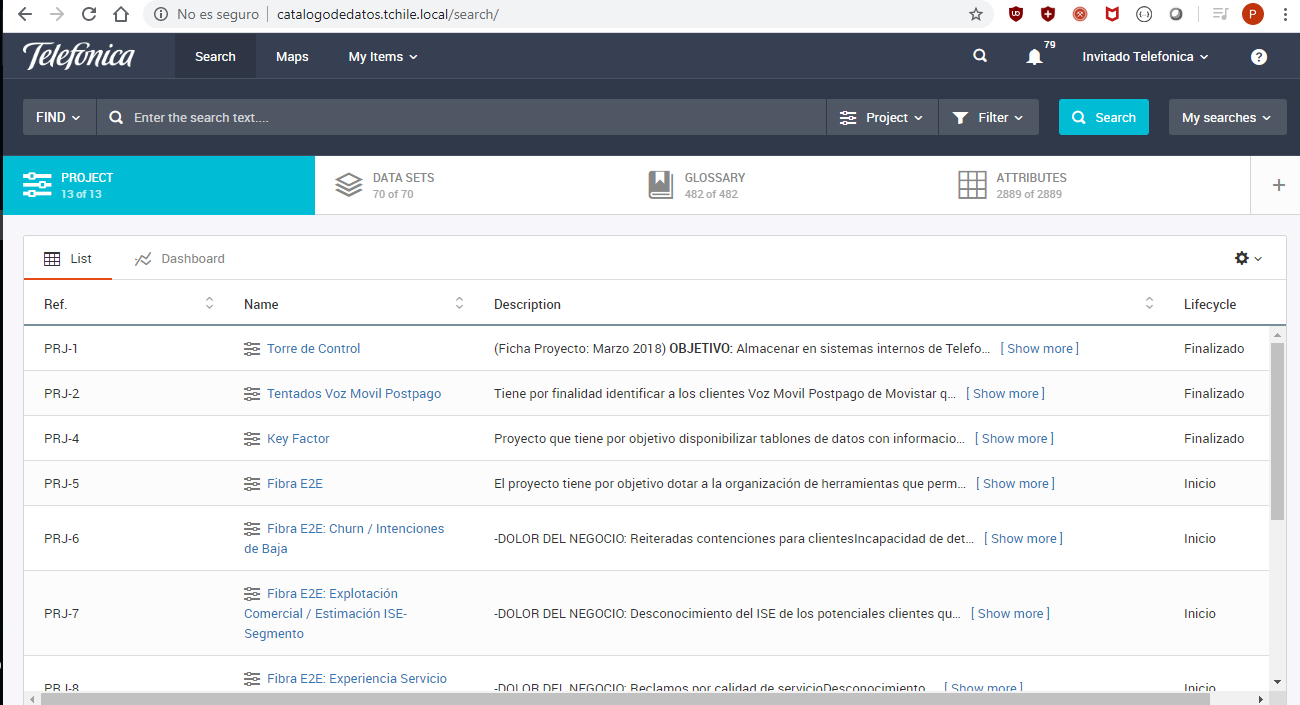 No es seguro | catalogodedatos.tchile.local/search/
P
Telefónica Search Maps My Items 79 Invitado Telefonica ?
FIND Enter the search text.... Project Filter Search My searches
PROJECT DATA SETS GLOSSARY ATTRIBUTES +
13 of 13 70 of 70 482 of 482 2889 of 2889
List Dashboard
Ref. Name Description Lifecycle
PRJ-1 Torre de Control (Ficha Proyecto: Marzo 2018) OBJETIVO: Almacenar en sistemas internos de Telefo... [ Show more ] Finalizado
PRJ-2 Tentados Voz Movil Postpago Tiene por finalidad identificar a los clientes Voz Movil Postpago de Movistar q... [ Show more ] Finalizado
PRJ-4 Key Factor Proyecto que tiene por objetivo disponibilizar tablones de datos con informacio... [ Show more ] Finalizado
PRJ-5 Fibra E2E El proyecto tiene por objetivo dotar a la organización de herramientas que perm... [ Show more ] Inicio
Fibra E2E: Churn / Intenciones
PRJ-6 -DOLOR DEL NEGOCIO: Reiteradas contenciones para clientesIncapacidad de det... [ Show more ] Inicio
de Baja
Fibra E2E: Explotación
PRJ-7 Comercial / Estimación ISE- -DOLOR DEL NEGOCIO: Desconocimiento del ISE de los potenciales clientes qu... [ Show more ] Inicio
Segmento
Fibra E2E: Experiencia Servicio
PRJ-8 -DOLOR DEL NEGOCIO: Reclamos por calidad de servicioDesconocimiento... [ Show more ] Inicio